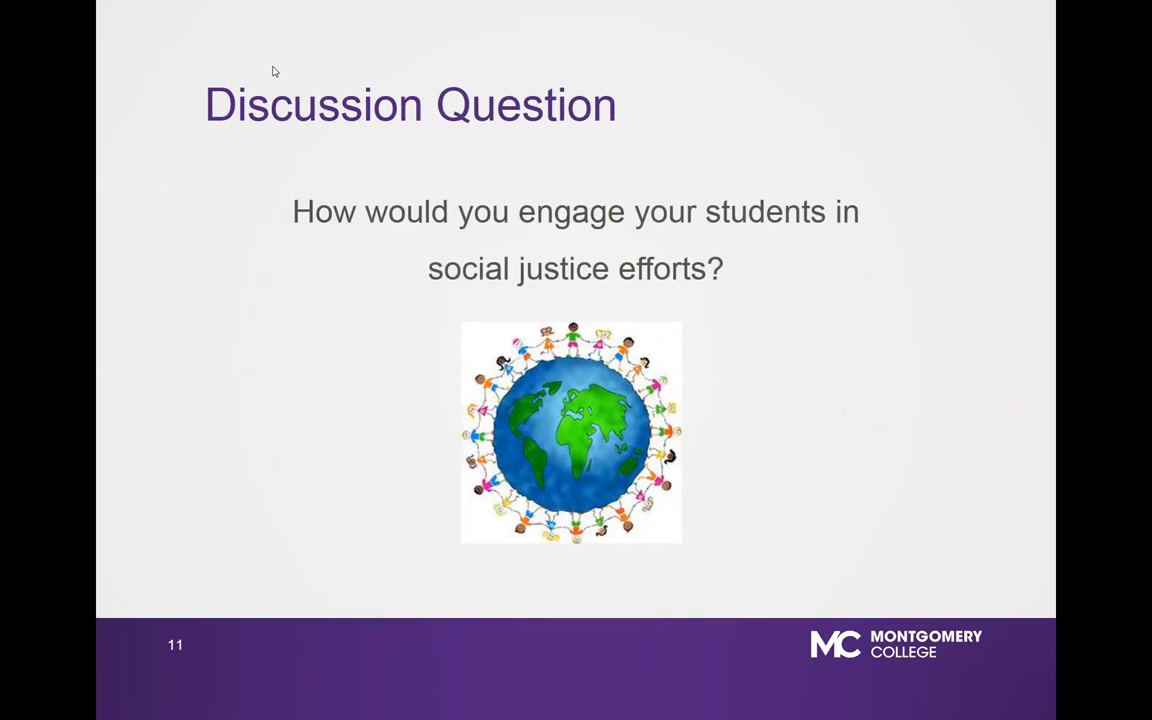 Discussion Question
How would you engage your students in
social justice efforts?
11
MC MONTGOMERY
COLLEGE